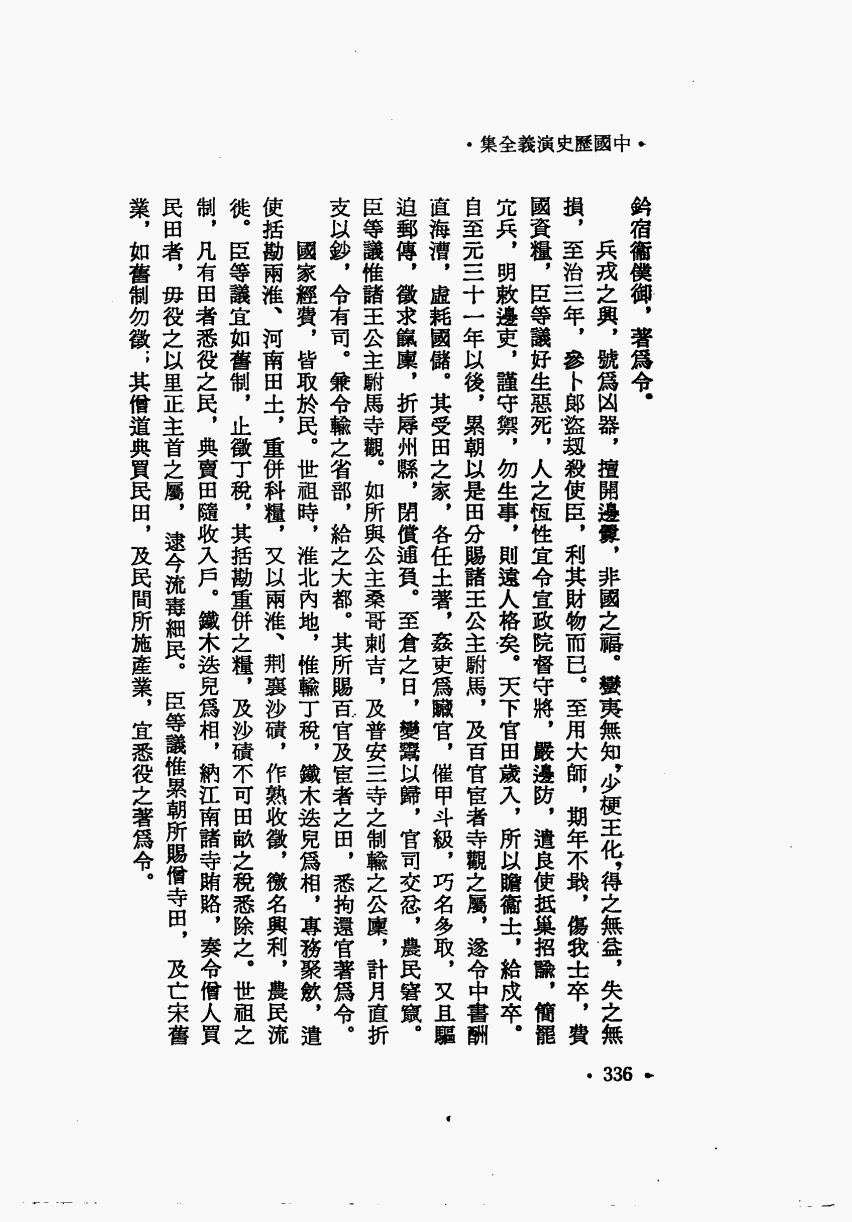 •中國歷史演義全集•
鈐宿衞僕御，著爲令。
兵戎之興，號爲凶器，擅開邊釁，非國之福。蠻夷無知，少梗王化，得之無益，失之無
損，至治三年，參卜郎盜刼殺使臣，利其財物而已。至用大師，期年不戢，傷我士卒，費
國資糧，臣等議好生惡死，人之恆性宜令宣政院督守將，嚴邊防，遣良使抵巢招諭，簡罷
冗兵，明敕邊吏，謹守禦，勿生事，則遠人格矣。天下官田歲入，所以贍衞士，給戍卒。
自至元三十一年以後，累朝以是田分賜諸王公主駙馬，及百官宦者寺觀之屬，遂令中書酬
直海漕，虛耗國儲。其受田之家，各任土著，姦吏爲贓官，催甲斗級，巧名多取，又且驅
迫郵傳，徵求餼廩，折辱州縣，閉償逋負。至倉之日，變鬻以歸，官司交忿，農民窘竄。
臣等議惟諸王公主駙馬寺觀。如所與公主桑哥剌吉，及普安三寺之制輸之公廩，計月直折
支以鈔，令有司。兼令輸之省部，給之大都。其所賜百官及宦者之田，悉拘還官著爲令。
國家經費，皆取於民。世祖時，淮北內地，惟輸丁稅，鐵木迭兒爲相，專務聚斂，遣
使括勘兩淮、河南田土，重併科糧，又以兩淮、荆襄沙磧，作熟收徵，徼名興利，農民流
徙。臣等議宜如舊制，止徵丁稅，其括勘重併之糧，及沙磧不可田畝之稅悉除之。世祖之
制，凡有田者悉役之民，典賣田隨收入戶。鐵木迭兒爲相，納江南諸寺賄賂，奏令僧人買
民田者，毋役之以里正主首之屬，逮今流毒細民。臣等議惟累朝所賜僧寺田，及亡宋舊
業，如舊制勿徵；其僧道典買民田，及民間所施產業，宜悉役之著爲令。
•336•